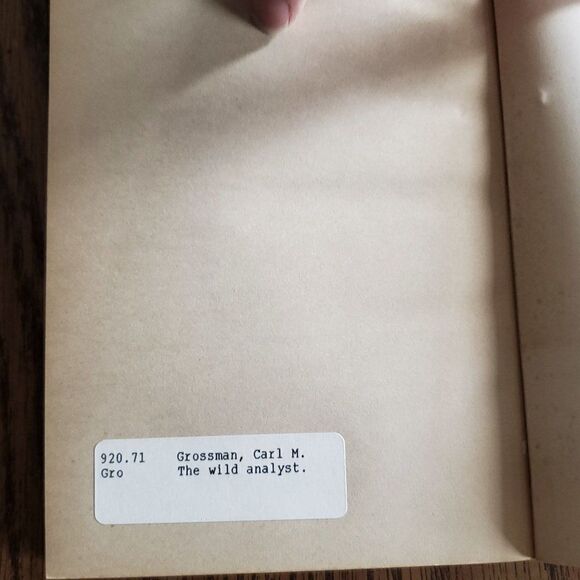 920.71 Grossman, Carl M.
Gro The wild analyst.